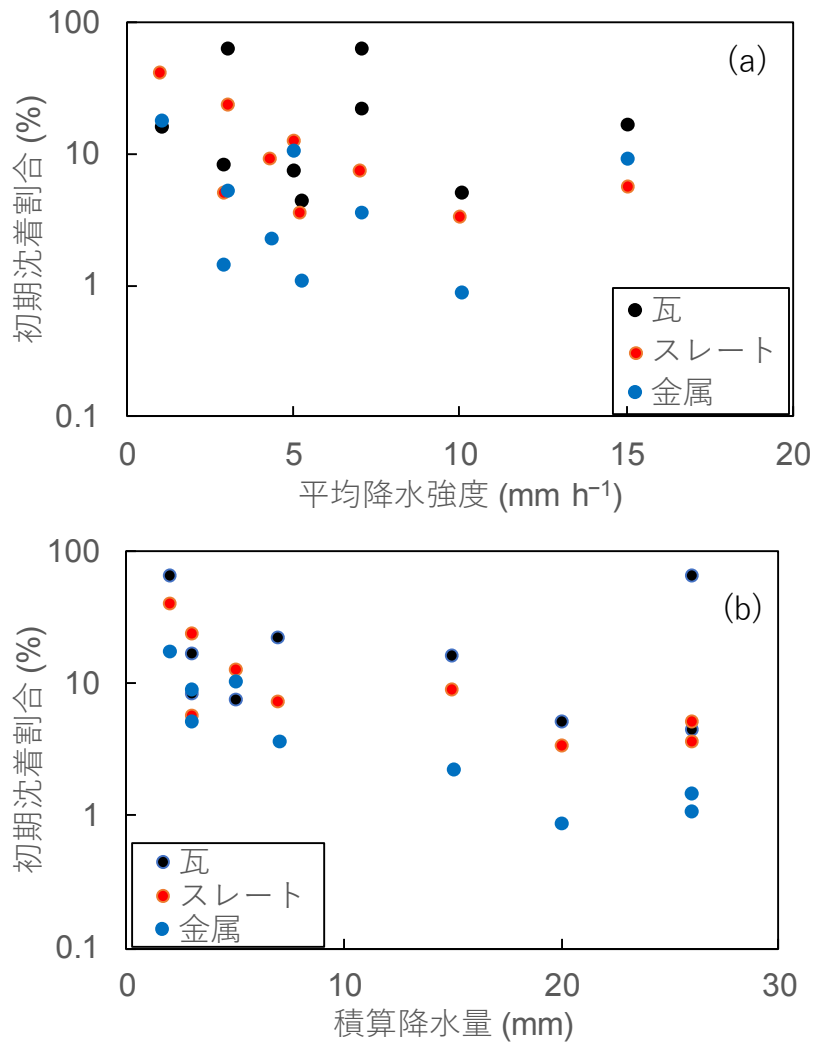 100
10
1
0.1
初期沈着割合 (%)
(a)
瓦
スレート
金属
0 5 10 15 20
平均降水強度 (mm h⁻¹)
100
10
1
0.1
初期沈着割合 (%)
(b)
瓦
スレート
金属
0 10 20 30
積算降水量 (mm)